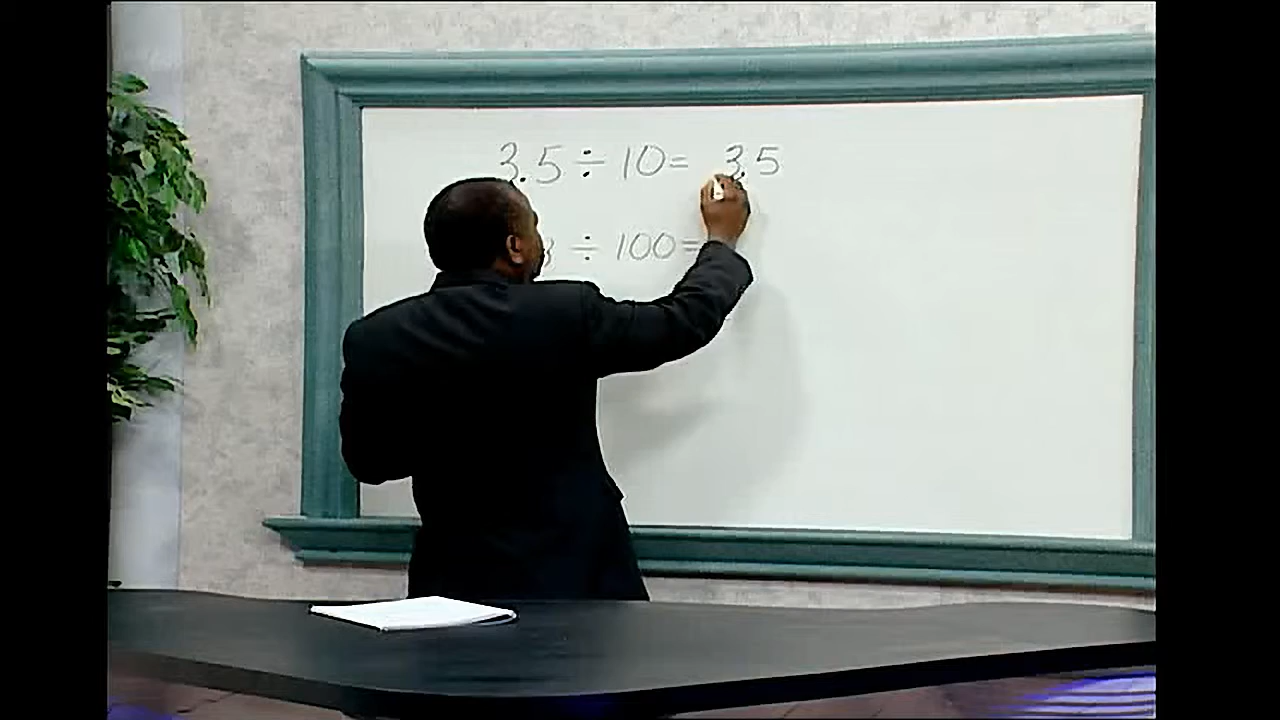 3.5 ÷ 10 = 3.5
÷ 100 =